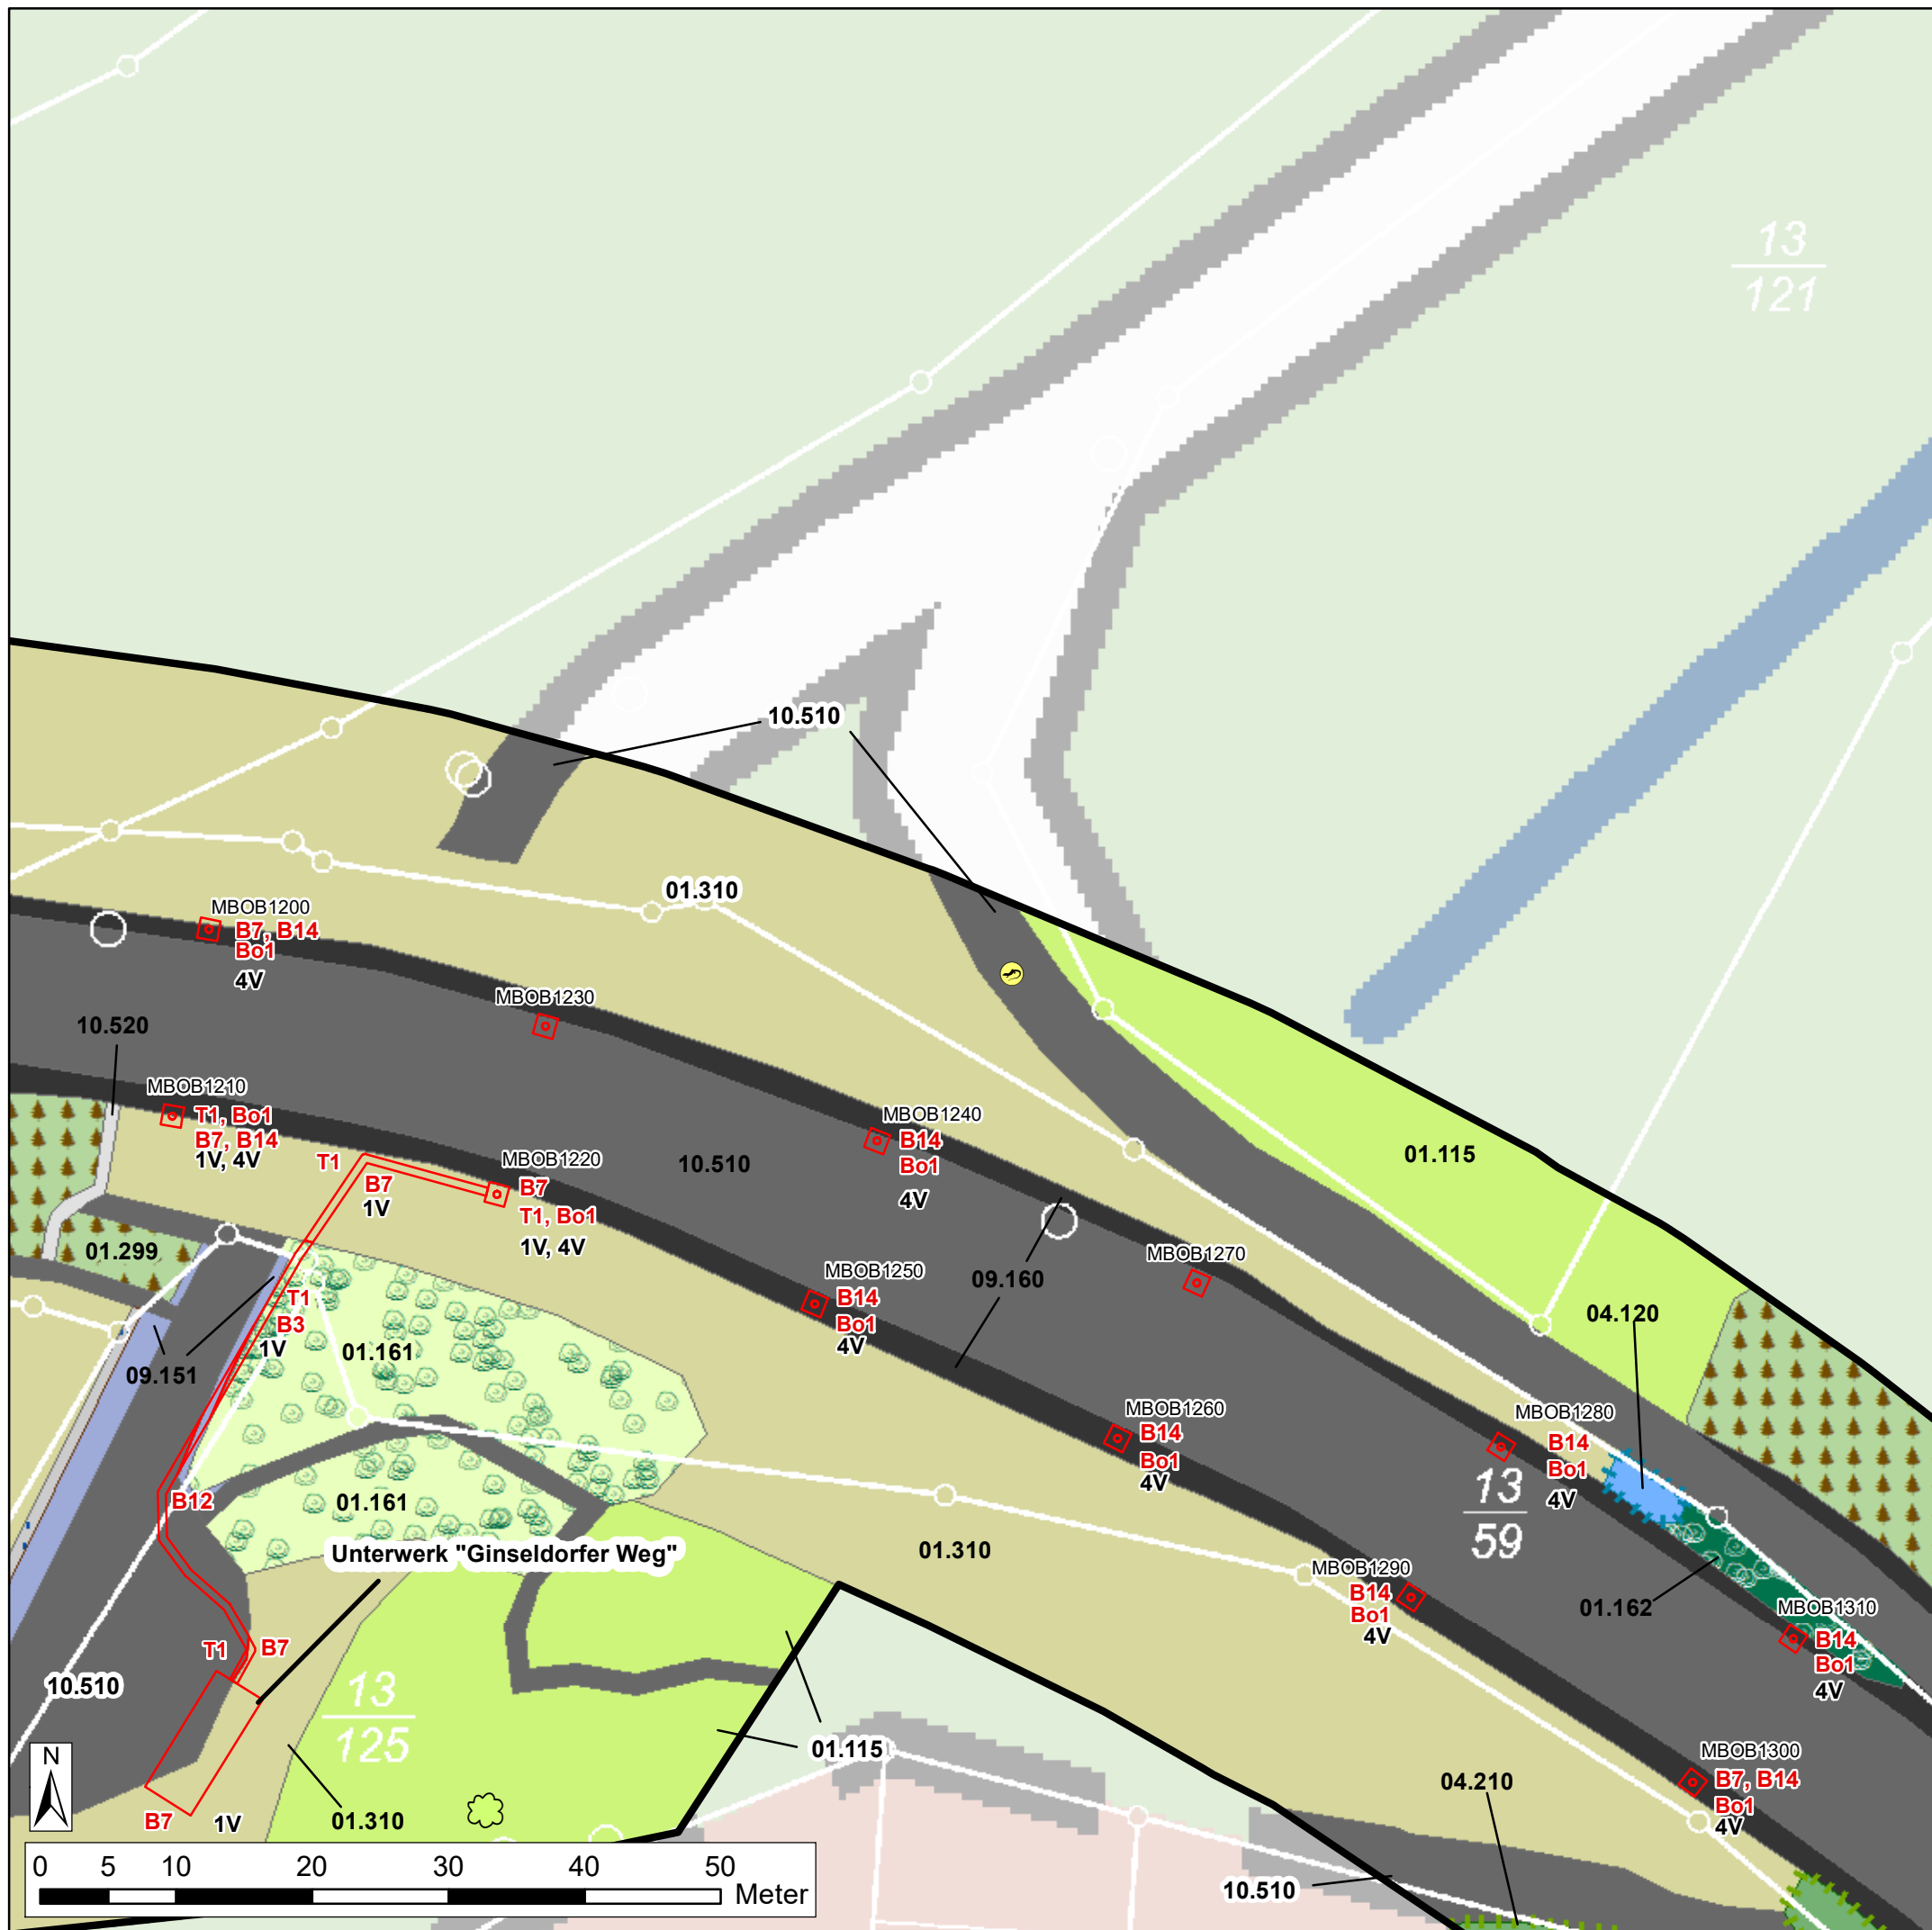 13
121
10.510
01.310
MBOB1200
B7, B14
Bo1
4V
MBOB1230
10.520
MBOB1210
T1, Bo1
B7, B14
1V, 4V
MBOB1240
B14
Bo1
4V
T1
B7
1V
MBOB1220
B7
T1, Bo1
1V, 4V
10.510
01.115
01.299
MBOB1250
B14
Bo1
4V
09.160
MBOB1270
04.120
T1
B3
1V
01.161
09.151
MBOB1260
B14
Bo1
4V
MBOB1280
B14
Bo1
4V
13
59
B12
01.161
Unterwerk "Ginseldorfer Weg"
01.310
MBOB1290
B14
Bo1
4V
01.162
MBOB1310
B14
Bo1
4V
T1
B7
10.510
13
125
01.115
MBOB1300
B7, B14
Bo1
4V
04.210
N
B7
1V
01.310
0 5 10 20 30 40 50
Meter
10.510